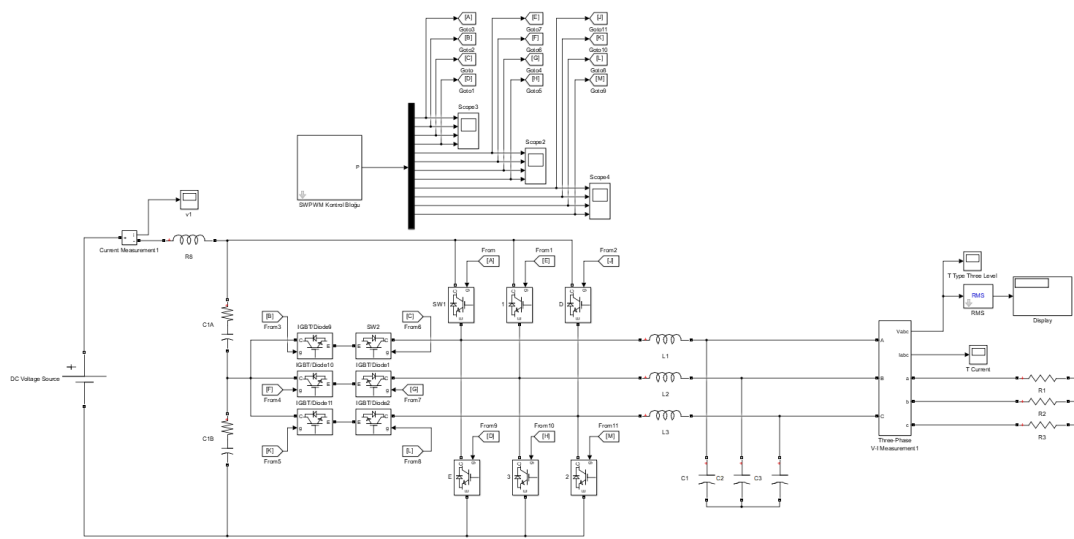 [A]
Goto3
[B]
Goto2
[C]
Goto
[D]
Goto1
[E]
Goto7
[F]
Goto6
[G]
Goto4
[H]
Goto5
[J]
Goto11
[K]
Goto10
[L]
Goto8
[M]
Goto9
Scope3
Scope2
Scope4
P
SWPWM Kontrol Bloğu
v1
Current Measurement1
R6
From
[A]
From1
[E]
From2
[J]
SW1
1
D
C1A
C1B
DC Voltage Source
[B]
From3
IGBT/Diode9
SW2
[C]
From6
IGBT/Diode10
IGBT/Diode1
[F]
From4
[G]
From7
IGBT/Diode11
IGBT/Diode2
[K]
From5
[L]
From8
From9
[D]
From10
[H]
From11
[M]
E
3
2
L1
L2
L3
C1
C2
C3
T Type Three Level
RMS
RMS
Display
T Current
Vabc
Iabc
A
B
C
a
b
c
Three-Phase
V-I Measurement1
R1
R2
R3